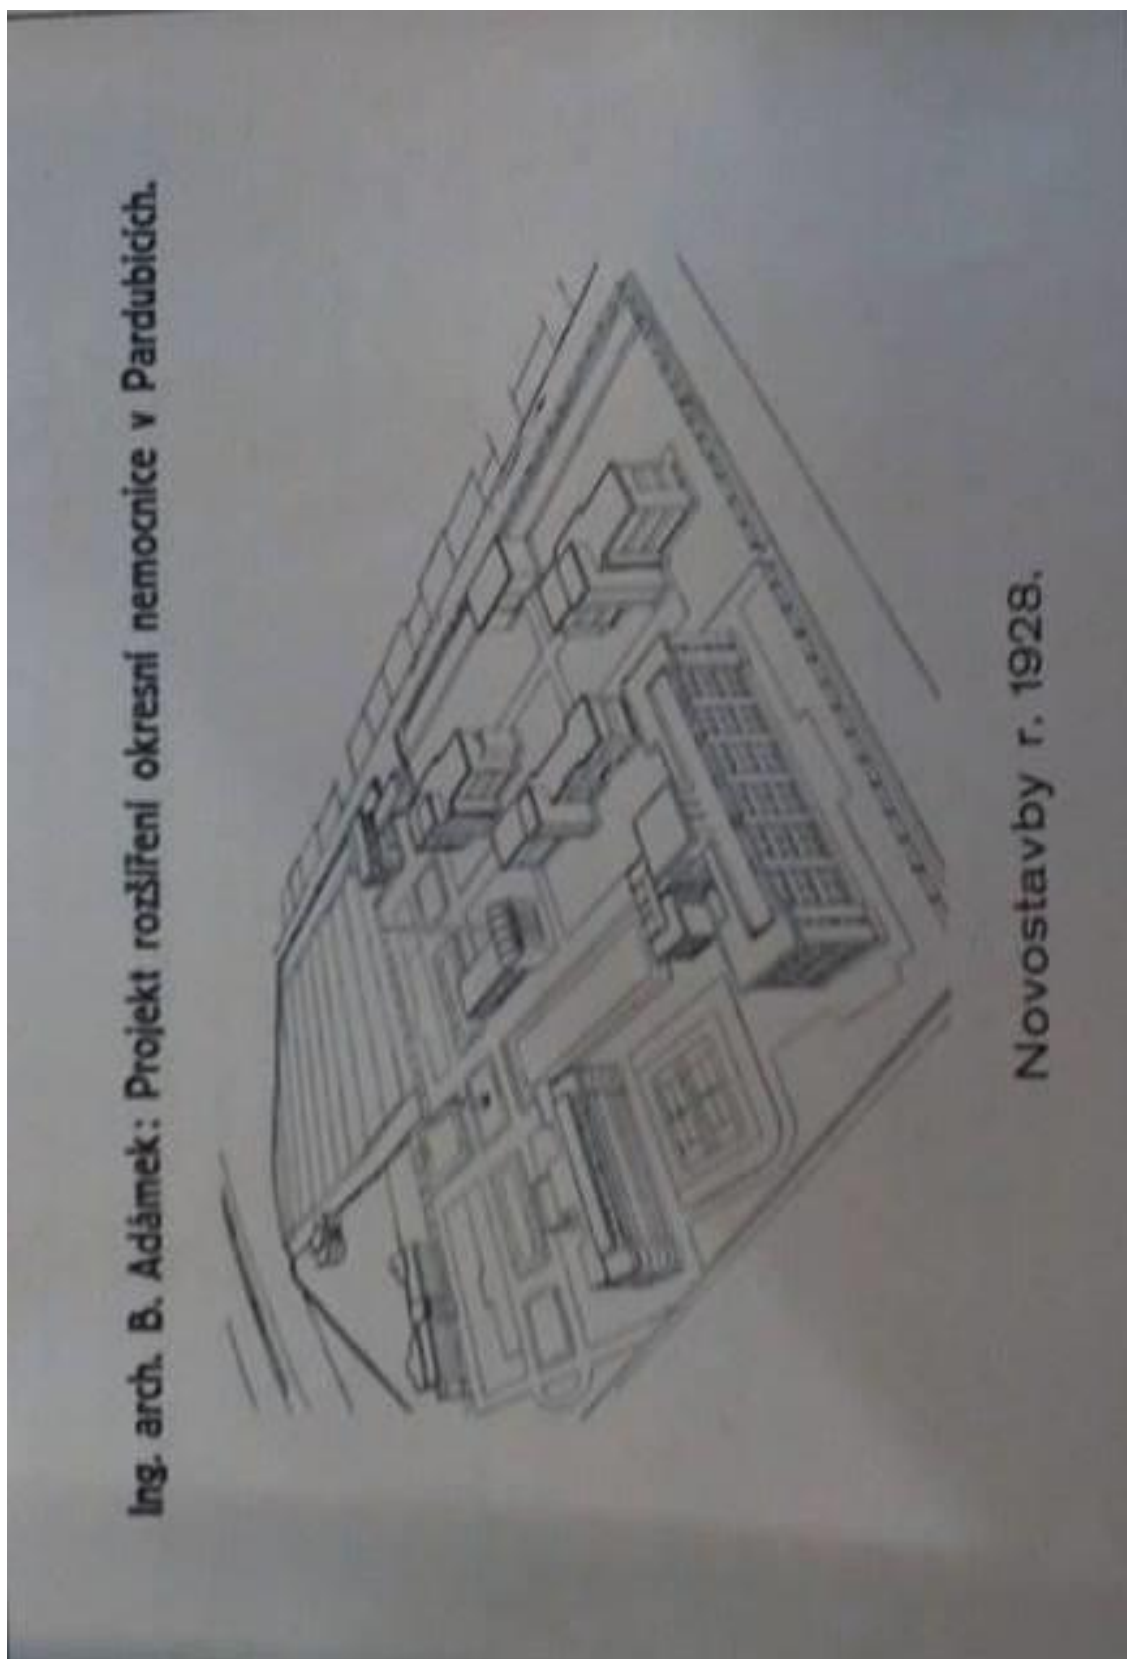 Ing. arch. B. Adámek: Projekt rozšíření okresní nemocnice v Pardubicích.
Novostavby r. 1928.